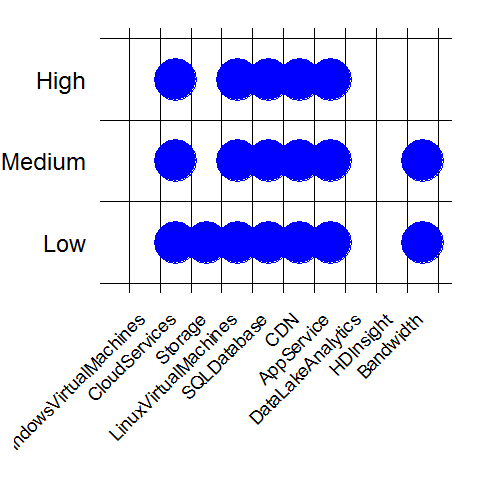 High
Medium
Low
ndowsVirtualMachines
CloudServices
Storage
LinuxVirtualMachines
SQLDatabase
CDN
AppService
DataLakeAnalytics
HDInsight
Bandwidth